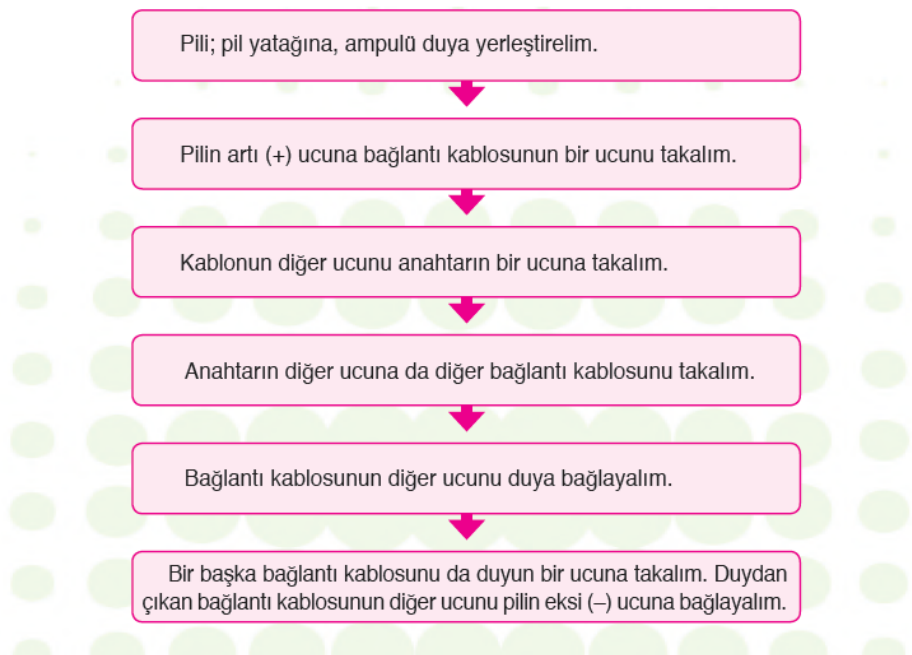 Pili; pil yatağına, ampulü duya yerleştirelim.
Pilin artı (+) ucuna bağlantı kablosunun bir ucunu takalım.
Kablonun diğer ucunu anahtarın bir ucuna takalım.
Anahtarın diğer ucuna da diğer bağlantı kablosunu takalım.
Bağlantı kablosunun diğer ucunu duya bağlayalım.
Bir başka bağlantı kablosunu da duyun bir ucuna takalım. Duydan
çıkan bağlantı kablosunun diğer ucunu pilin eksi (–) ucuna bağlayalım.